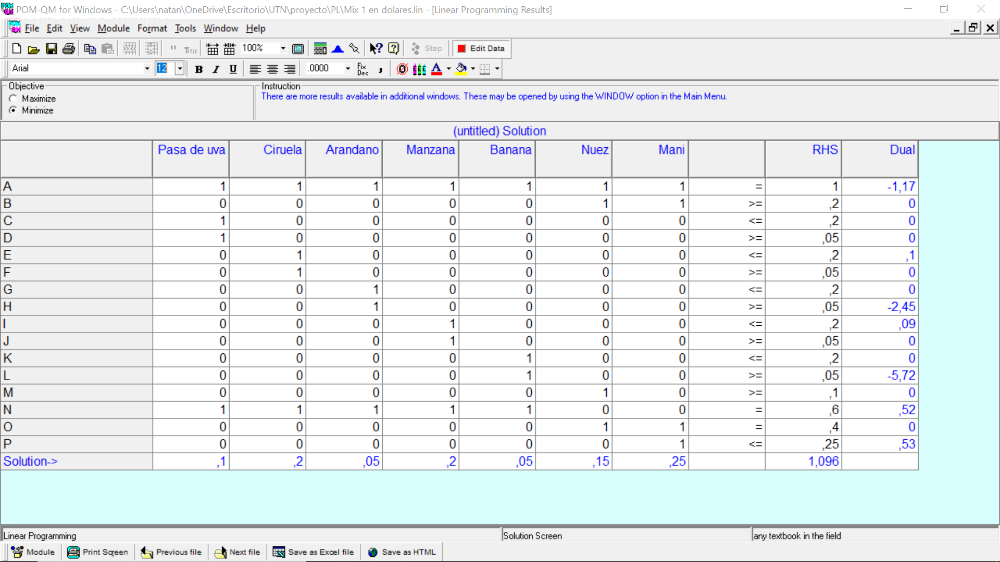 POM-QM for Windows - C:\Users\natan\OneDrive\Escritorio\UTN\proyecto\PL\Mix 1 en dolares.lin - [Linear Programming Results]
File Edit View Module Format Tools Window Help
100% Step Edit Data
Arial 12 B I U .0000 Fix Dec , A
Objective
Maximize
Minimize
Instruction
There are more results available in additional windows. These may be opened by using the WINDOW option in the Main Menu.
(untitled) Solution
Pasa de uva Ciruela Arandano Manzana Banana Nuez Mani RHS Dual
A 1 1 1 1 1 1 1 = 1 -1,17
B 0 0 0 0 0 1 1 >= ,2 0
C 1 0 0 0 0 0 0 <= ,2 0
D 1 0 0 0 0 0 0 >= ,05 0
E 0 1 0 0 0 0 0 <= ,2 ,1
F 0 1 0 0 0 0 0 >= ,05 0
G 0 0 1 0 0 0 0 <= ,2 0
H 0 0 1 0 0 0 0 >= ,05 -2,45
I 0 0 0 1 0 0 0 <= ,2 ,09
J 0 0 0 1 0 0 0 >= ,05 0
K 0 0 0 0 1 0 0 <= ,2 0
L 0 0 0 0 1 0 0 >= ,05 -5,72
M 0 0 0 0 0 1 0 >= ,1 0
N 1 1 1 1 1 0 0 = ,6 ,52
O 0 0 0 0 0 1 1 = ,4 0
P 0 0 0 0 0 0 1 <= ,25 ,53
Solution-> ,1 ,2 ,05 ,2 ,05 ,15 ,25 1,096
Linear Programming Solution Screen any textbook in the field
Module Print Screen Previous file Next file Save as Excel file Save as HTML